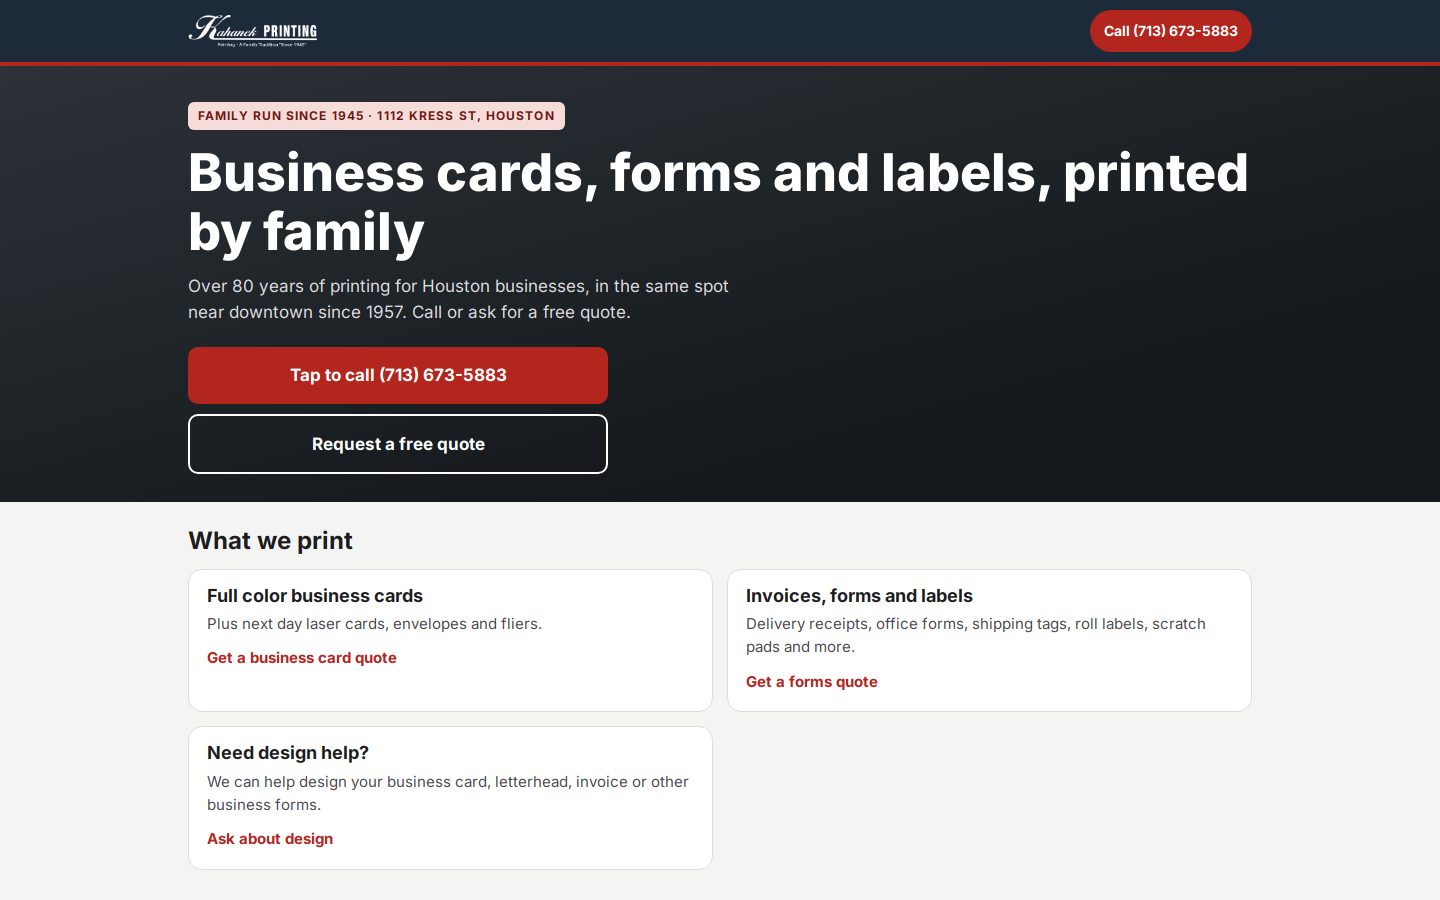 Kahanek PRINTING
Printing - A Family Tradition "Since 1945"
Call (713) 673-5883
FAMILY RUN SINCE 1945 · 1112 KRESS ST, HOUSTON
Business cards, forms and labels, printed
by family
Over 80 years of printing for Houston businesses, in the same spot
near downtown since 1957. Call or ask for a free quote.
Tap to call (713) 673-5883
Request a free quote
What we print
Full color business cards
Plus next day laser cards, envelopes and fliers.
Get a business card quote
Invoices, forms and labels
Delivery receipts, office forms, shipping tags, roll labels, scratch
pads and more.
Get a forms quote
Need design help?
We can help design your business card, letterhead, invoice or other
business forms.
Ask about design